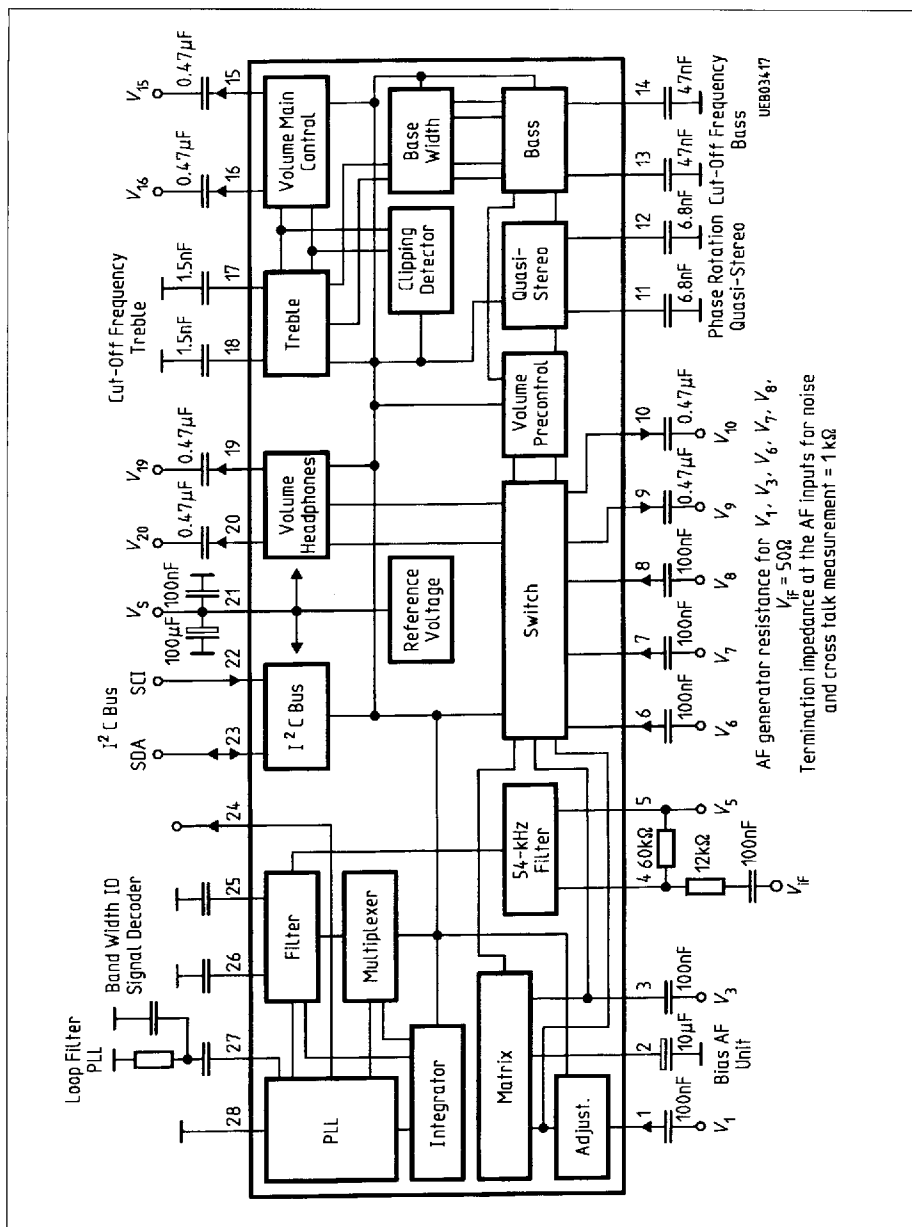 Loop Filter
PLL
Band Width ID
Signal Decoder
I² C Bus
SDA
SCI
V_S
100µF
100nF
V_20
0.47µF
V_19
0.47µF
Cut-Off Frequency
Treble
1.5nF
1.5nF
V_16
0.47µF
V_15
0.47µF
28
27
26
25
24
23
22
21
20
19
18
17
16
15
PLL
Filter
Multiplexer
Integrator
I² C Bus
Reference
Voltage
Volume
Headphones
Treble
Clipping
Detector
Volume Main
Control
Base
Width
Matrix
Adjust.
54-kHz
Filter
Switch
Volume
Precontrol
Quasi-
Stereo
Bass
1
2
3
4
5
6
7
8
9
10
11
12
13
14
100nF
10µF
100nF
60kΩ
12kΩ
100nF
100nF
100nF
100nF
0.47µF
0.47µF
6.8nF
6.8nF
47nF
47nF
V_1
Bias AF
Unit
V_3
V_iF
V_5
V_6
V_7
V_8
V_9
V_10
Phase Rotation
Quasi-Stereo
Cut-Off Frequency
Bass
AF generator resistance for V_1, V_3, V_6, V_7, V_8,
V_iF = 50Ω
Termination impedance at the AF inputs for noise
and cross talk measurement = 1kΩ
UEB03417